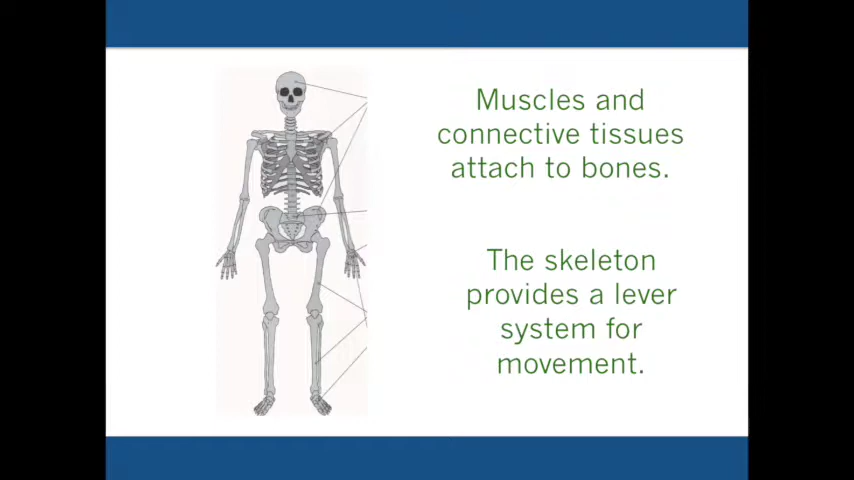 Muscles and
connective tissues
attach to bones.
The skeleton
provides a lever
system for
movement.